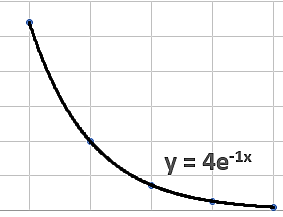 y = 4e⁻¹ˣ